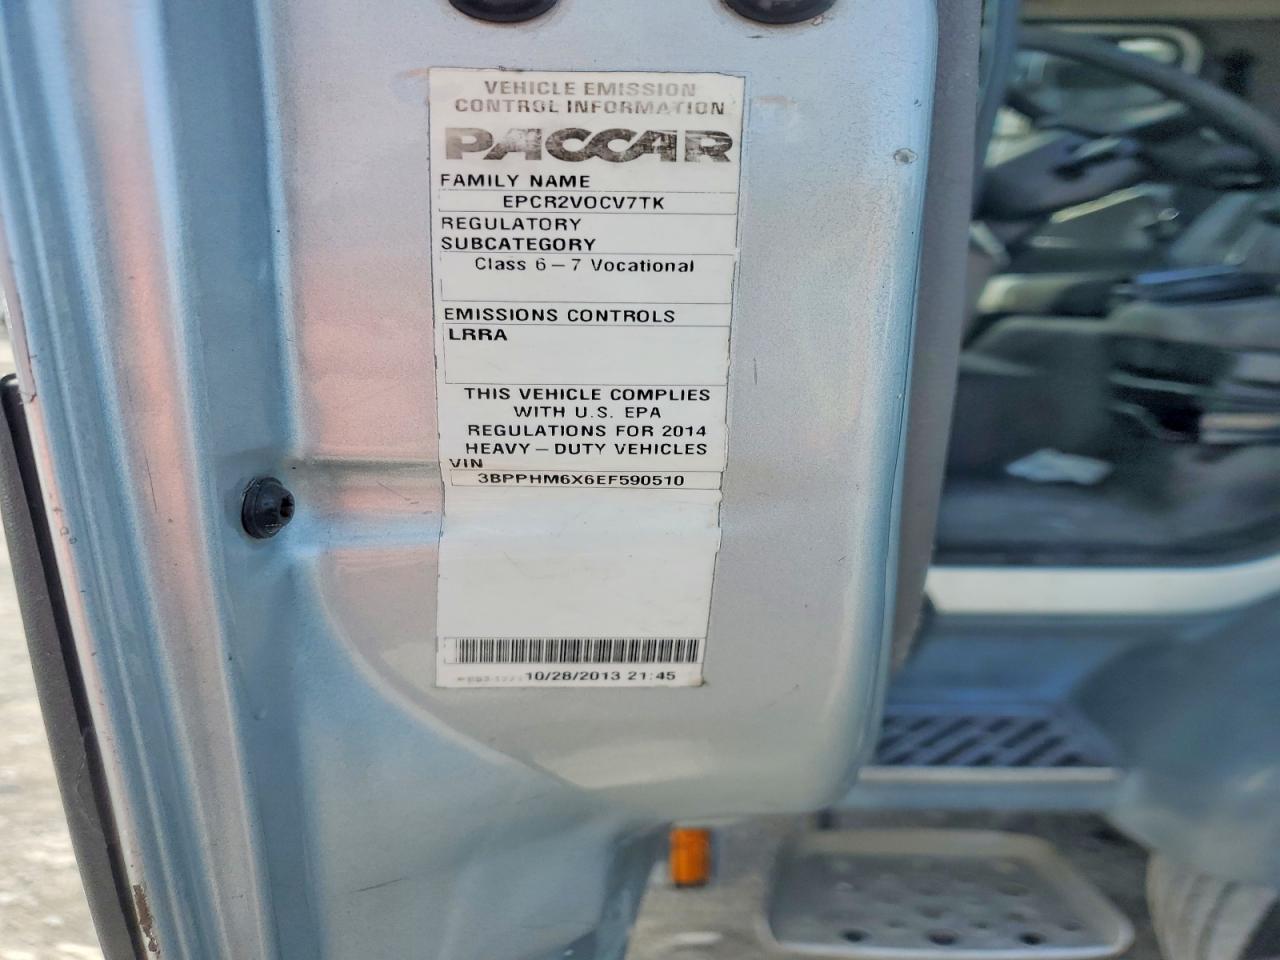 VEHICLE EMISSION
CONTROL INFORMATION
PACCAR
FAMILY NAME
EPCR2VOCV7TK
REGULATORY
SUBCATEGORY
Class 6 – 7 Vocational
EMISSIONS CONTROLS
LRRA
THIS VEHICLE COMPLIES
WITH U.S. EPA
REGULATIONS FOR 2014
HEAVY – DUTY VEHICLES
VIN
3BPPHM6X6EF590510
10/28/2013 21:45